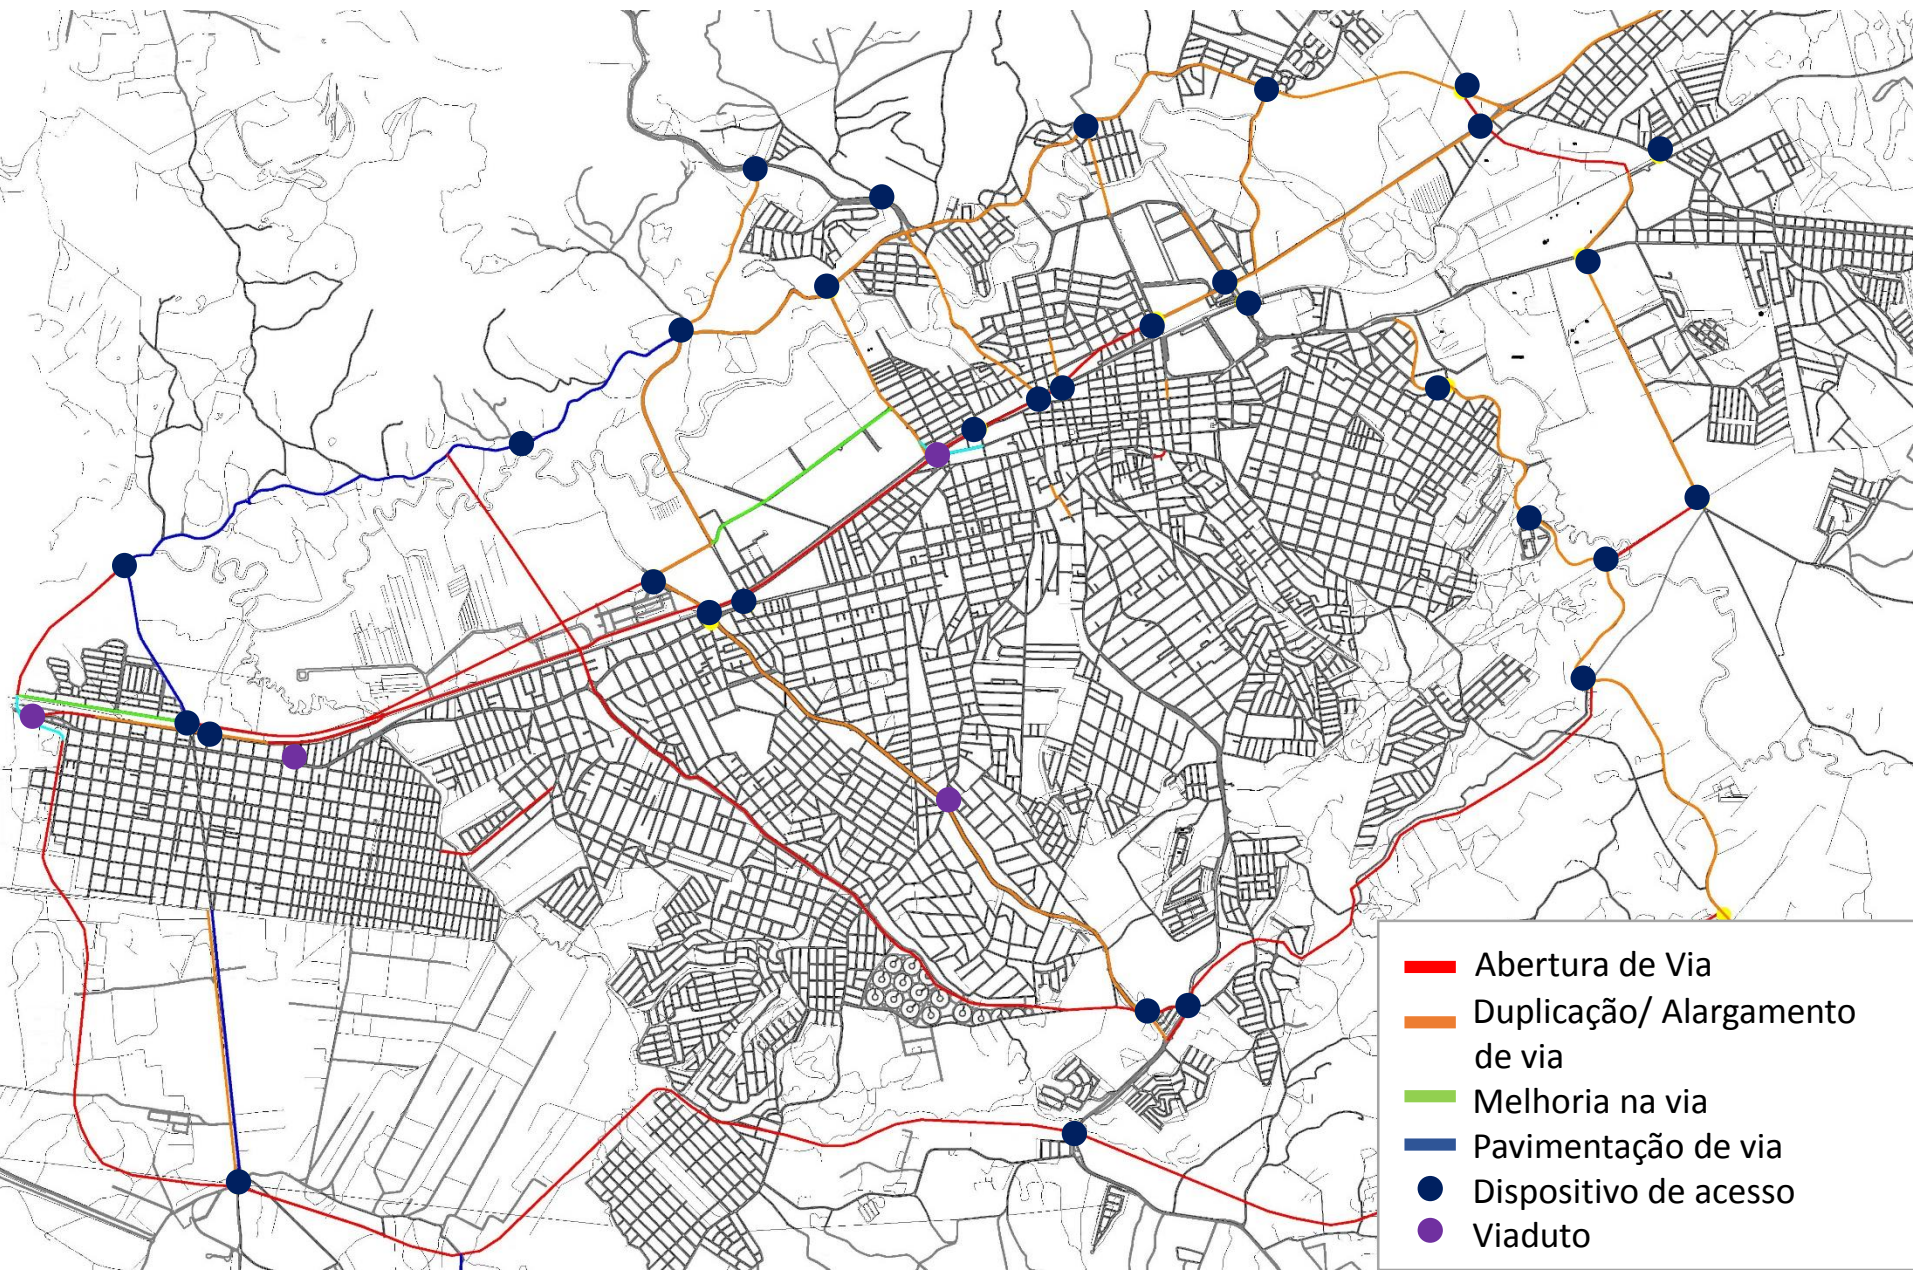 Abertura de Via
Duplicação/ Alargamento
de via
Melhoria na via
Pavimentação de via
Dispositivo de acesso
Viaduto